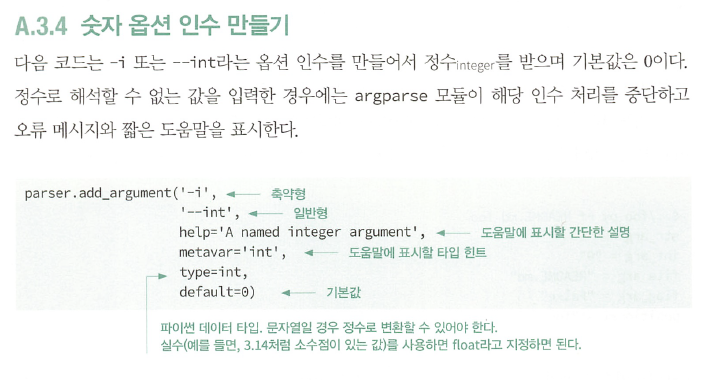 A.3.4 숫자 옵션 인수 만들기
다음 코드는 -i 또는 --int라는 옵션 인수를 만들어서 정수integer를 받으며 기본값은 0이다.
정수로 해석할 수 없는 값을 입력한 경우에는 argparse 모듈이 해당 인수 처리를 중단하고
오류 메시지와 짧은 도움말을 표시한다.
parser.add_argument('-i', 축약형
'--int', 일반형
help='A named integer argument', 도움말에 표시할 간단한 설명
metavar='int', 도움말에 표시할 타입 힌트
type=int,
default=0) 기본값
파이썬 데이터 타입. 문자열일 경우 정수로 변환할 수 있어야 한다.
실수(예를 들면, 3.14처럼 소수점이 있는 값)를 사용하면 float라고 지정하면 된다.